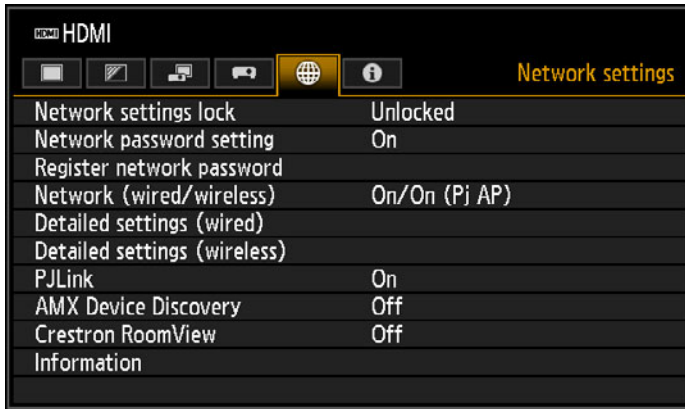 HDMI HDMI
Network settings
Network settings lock Unlocked
Network password setting On
Register network password
Network (wired/wireless) On/On (Pj AP)
Detailed settings (wired)
Detailed settings (wireless)
PJLink On
AMX Device Discovery Off
Crestron RoomView Off
Information